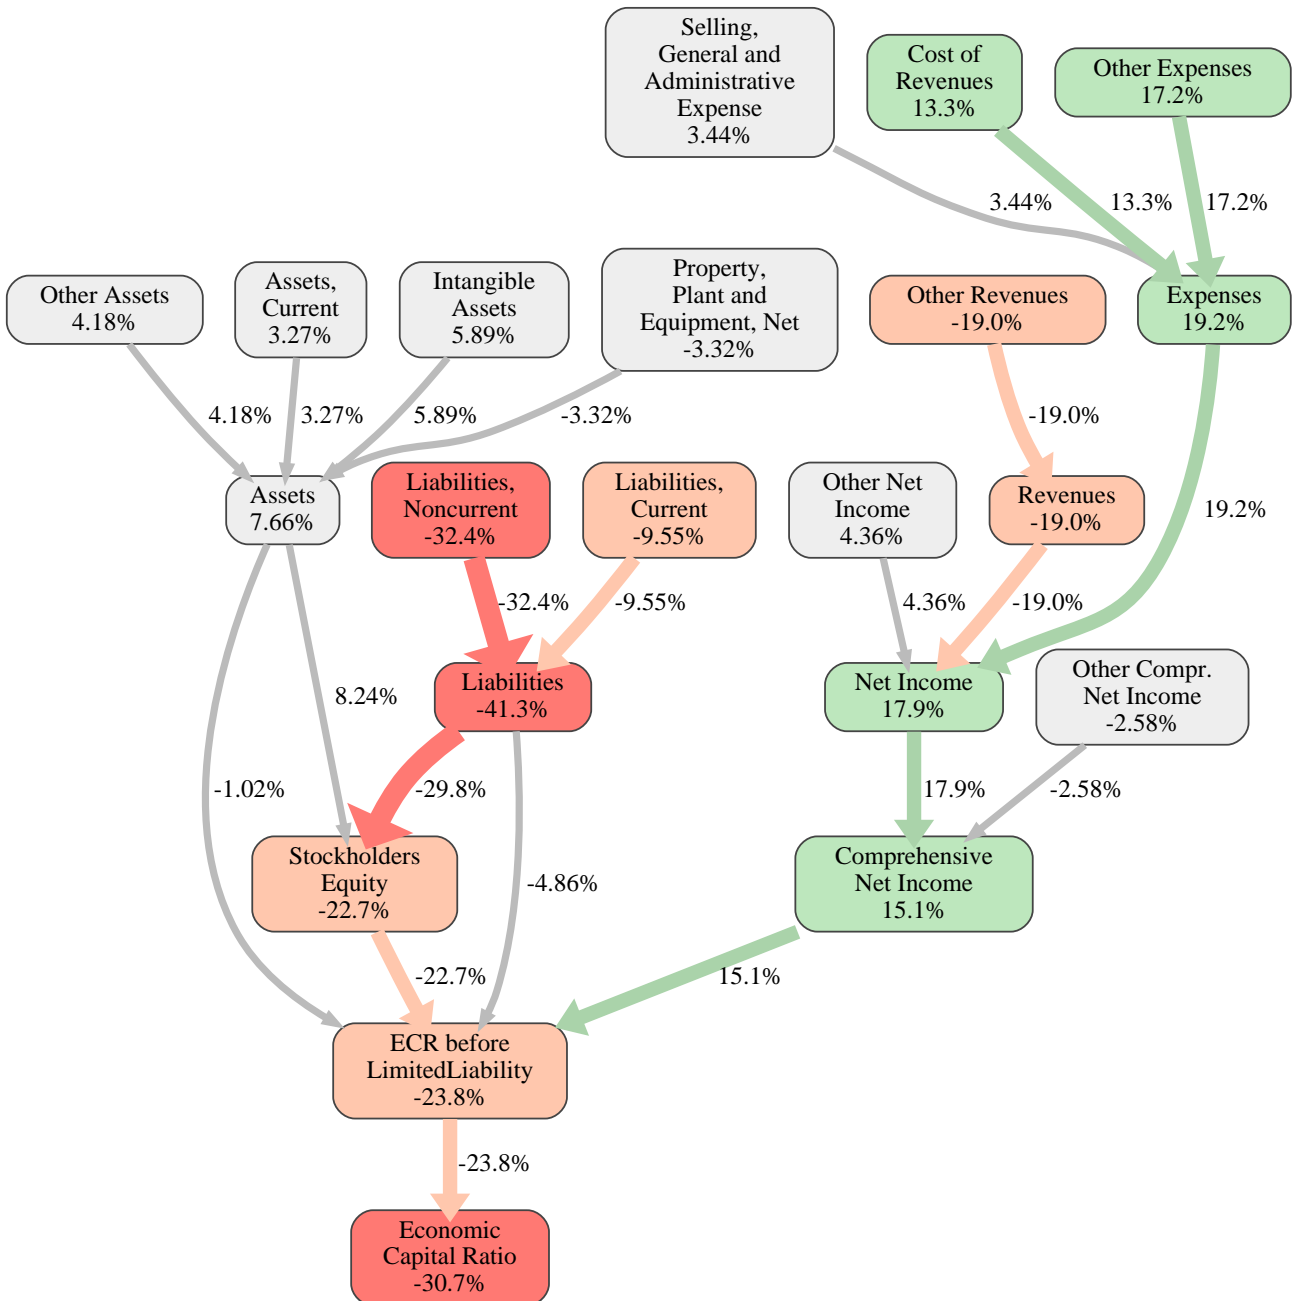 Selling,
General and
Administrative
Expense
3.44%
Cost of
Revenues
13.3%
Other Expenses
17.2%
3.44%
13.3%
17.2%
Other Assets
4.18%
Assets,
Current
3.27%
Intangible
Assets
5.89%
Property,
Plant and
Equipment, Net
-3.32%
Other Revenues
-19.0%
Expenses
19.2%
4.18%
3.27%
5.89%
-3.32%
-19.0%
Assets
7.66%
Liabilities,
Noncurrent
-32.4%
Liabilities,
Current
-9.55%
Other Net
Income
4.36%
Revenues
-19.0%
19.2%
-32.4%
-9.55%
4.36%
-19.0%
8.24%
Liabilities
-41.3%
Net Income
17.9%
Other Compr.
Net Income
-2.58%
-1.02%
-29.8%
17.9%
-2.58%
Stockholders
Equity
-22.7%
-4.86%
Comprehensive
Net Income
15.1%
-22.7%
15.1%
ECR before
LimitedLiability
-23.8%
-23.8%
Economic
Capital Ratio
-30.7%